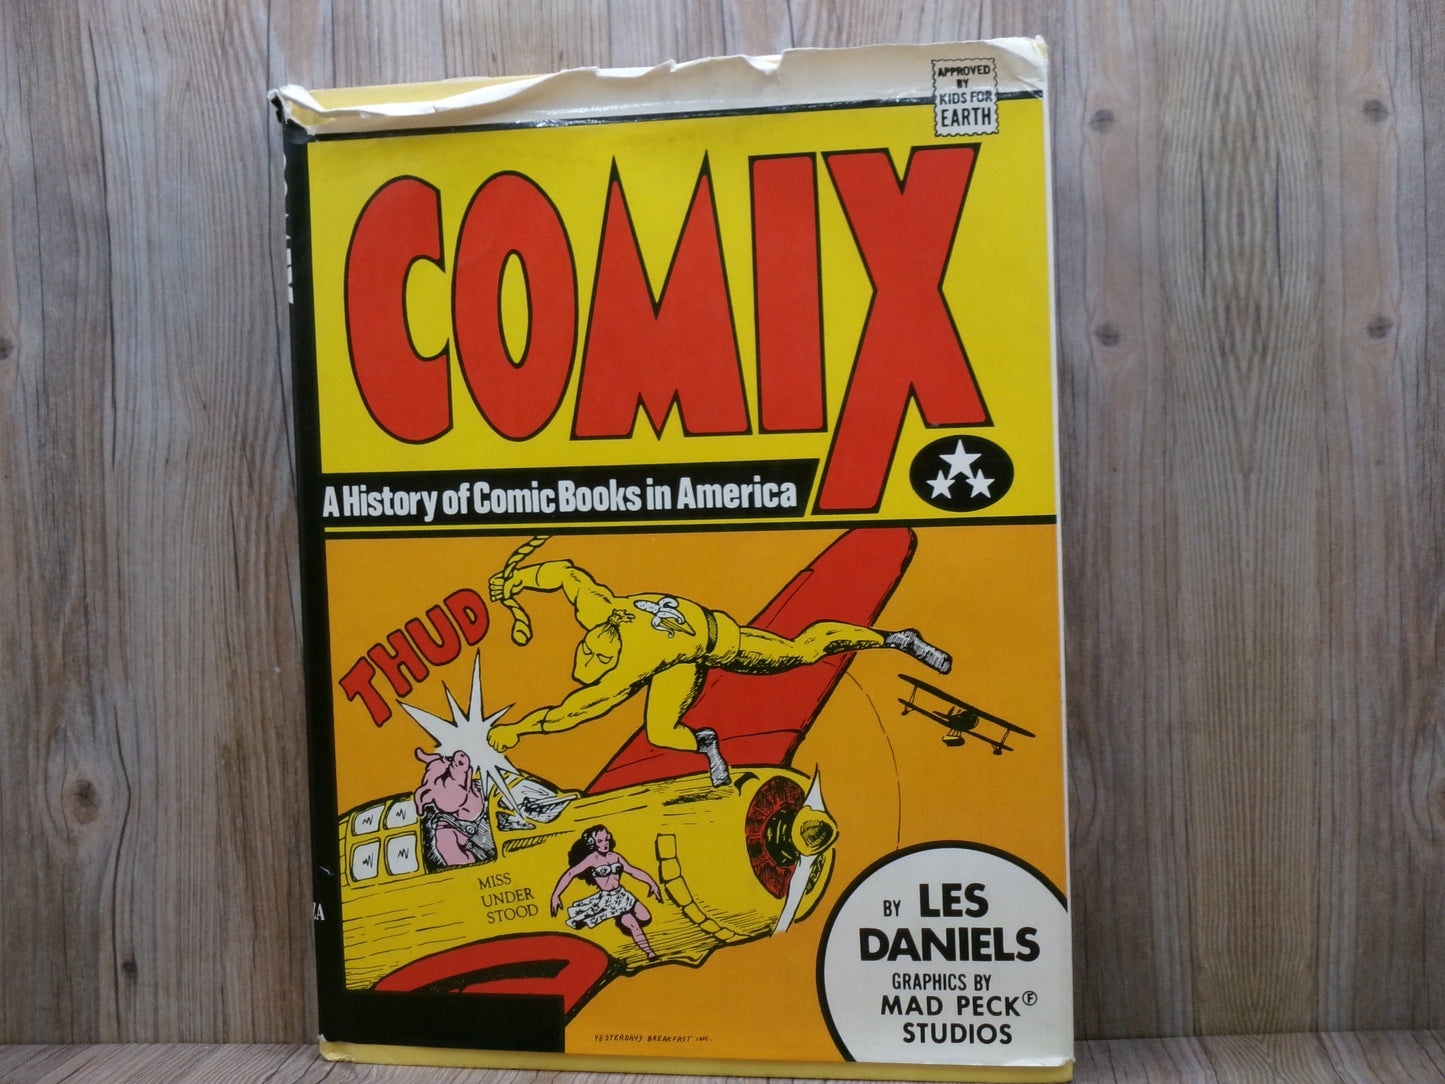 APPROVED
BY
KIDS FOR
EARTH
COMIX
A History of Comic Books in America
THUD
MISS
UNDER
STOOD
BY LES
DANIELS
GRAPHICS BY
MAD PECK Ⓕ
STUDIOS
YESTERDAY'S BREAKFAST INC.